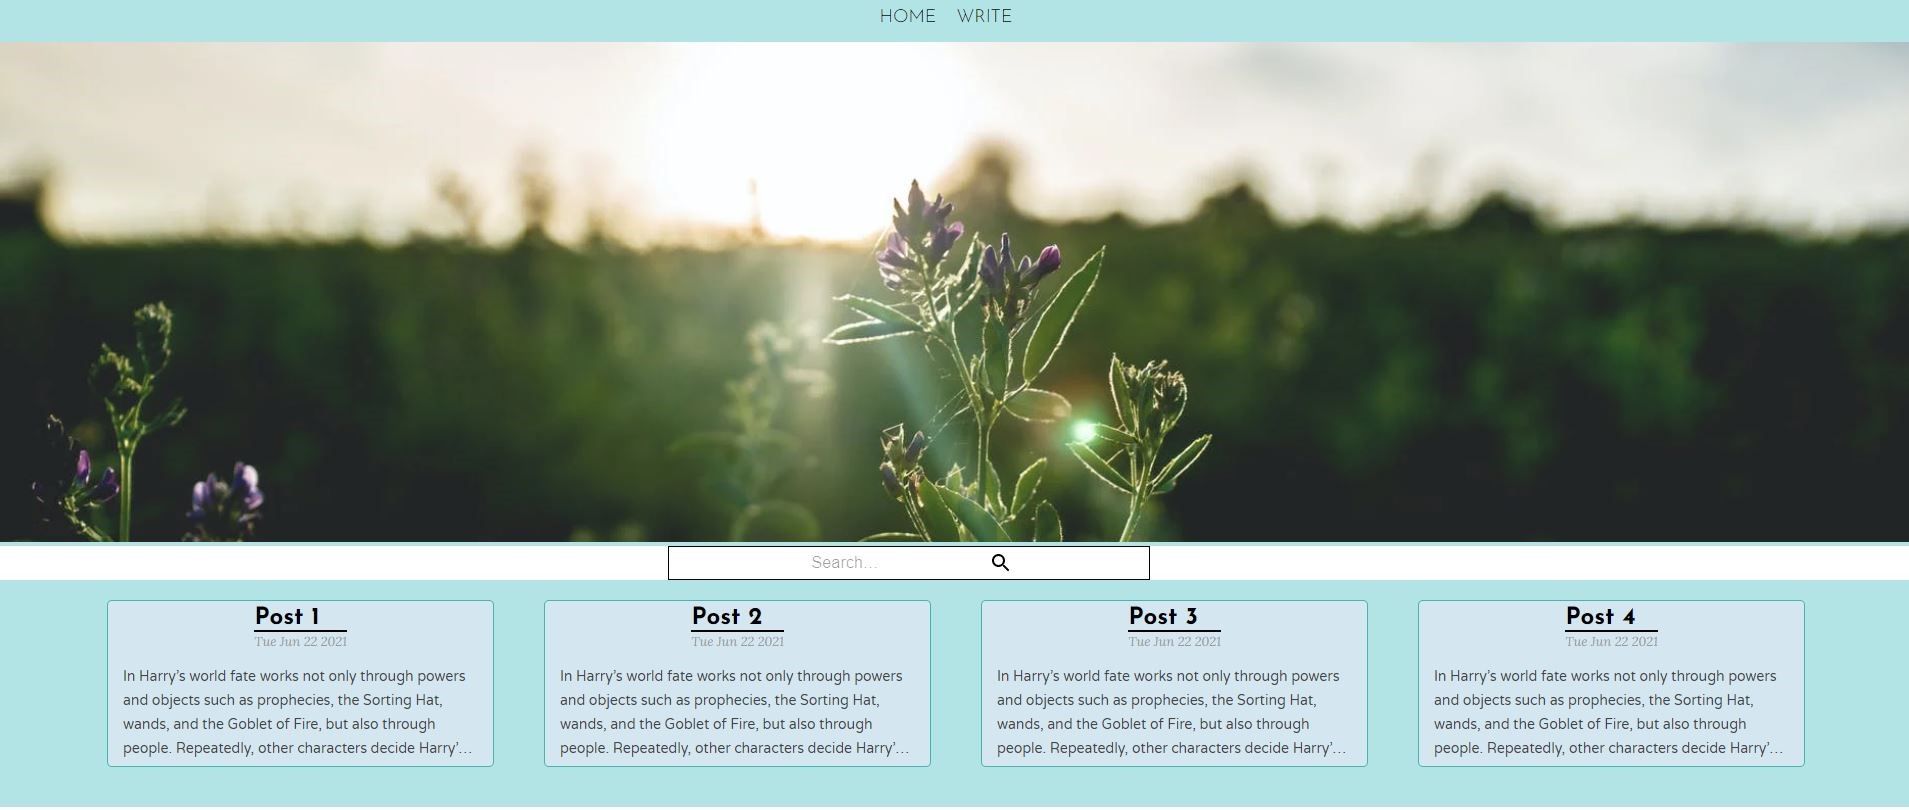 HOME WRITE
Search...
Post 1
Tue Jun 22 2021
In Harry's world fate works not only through powers
and objects such as prophecies, the Sorting Hat,
wands, and the Goblet of Fire, but also through
people. Repeatedly, other characters decide Harry'...
Post 2
Tue Jun 22 2021
In Harry's world fate works not only through powers
and objects such as prophecies, the Sorting Hat,
wands, and the Goblet of Fire, but also through
people. Repeatedly, other characters decide Harry'...
Post 3
Tue Jun 22 2021
In Harry's world fate works not only through powers
and objects such as prophecies, the Sorting Hat,
wands, and the Goblet of Fire, but also through
people. Repeatedly, other characters decide Harry'...
Post 4
Tue Jun 22 2021
In Harry's world fate works not only through powers
and objects such as prophecies, the Sorting Hat,
wands, and the Goblet of Fire, but also through
people. Repeatedly, other characters decide Harry'...